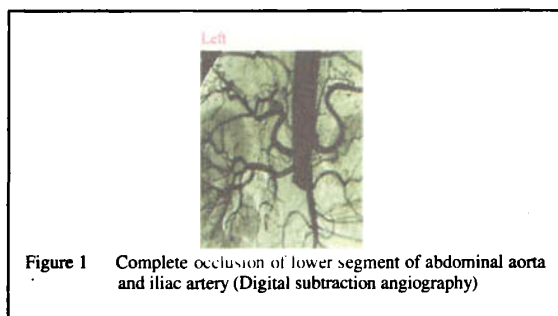 Left
Figure 1 Complete occlusion of lower segment of abdominal aorta
and iliac artery (Digital subtraction angiography)